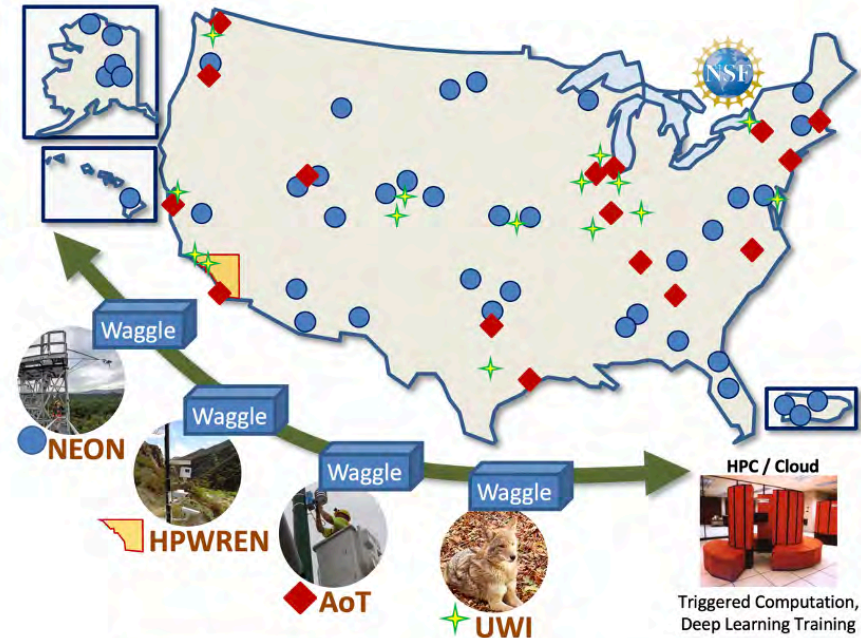 NSF
Waggle
NEON
Waggle
HPWREN
Waggle
AoT
Waggle
UWI
HPC / Cloud
Triggered Computation,
Deep Learning Training